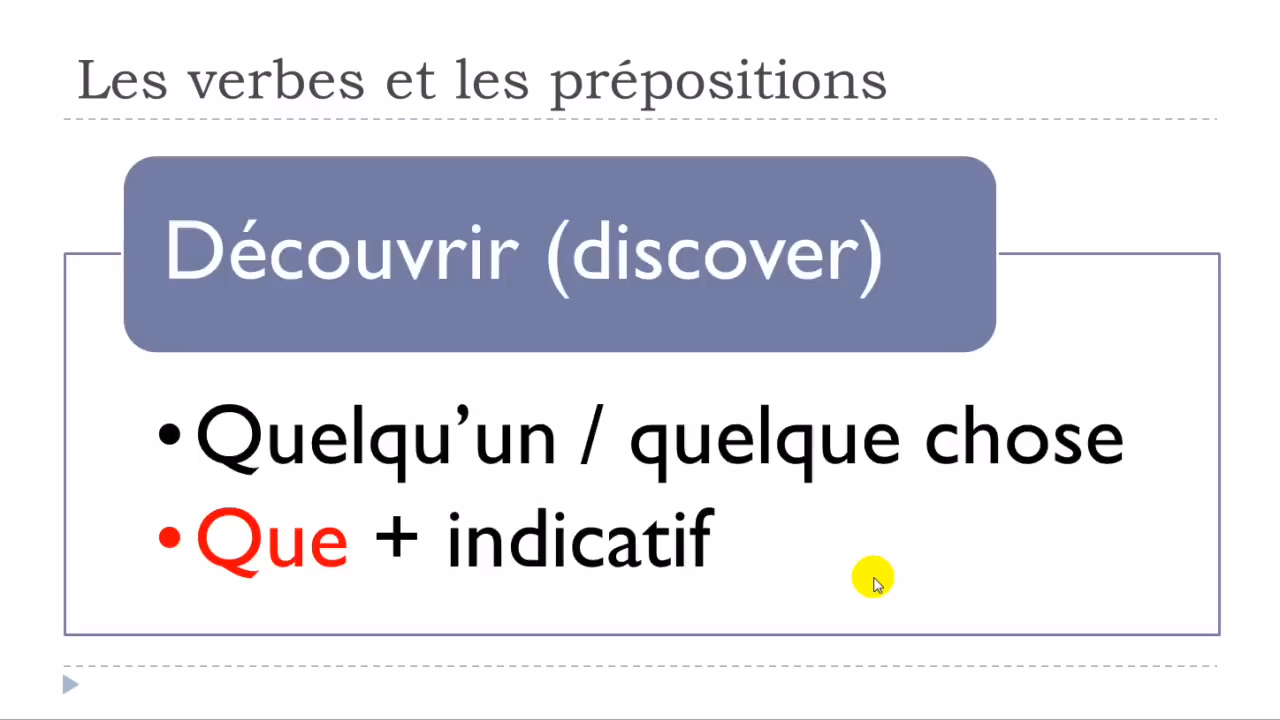 Les verbes et les prépositions
Découvrir (discover)
•Quelqu’un / quelque chose
•Que + indicatif